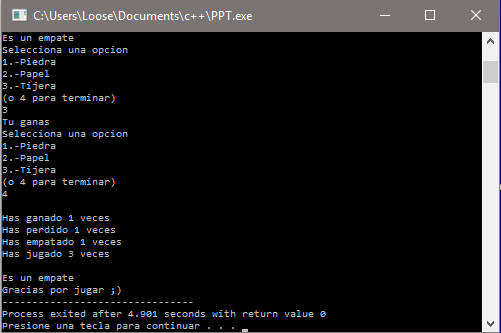 C:\Users\Loose\Documents\c++\PPT.exe
Es un empate
Selecciona una opcion
1.-Piedra
2.-Papel
3.-Tijera
(o 4 para terminar)
3
Tu ganas
Selecciona una opcion
1.-Piedra
2.-Papel
3.-Tijera
(o 4 para terminar)
4
Has ganado 1 veces
Has perdido 1 veces
Has empatado 1 veces
Has jugado 3 veces
Es un empate
Gracias por jugar ;)
--------------------------------
Process exited after 4.901 seconds with return value 0
Presione una tecla para continuar . . .